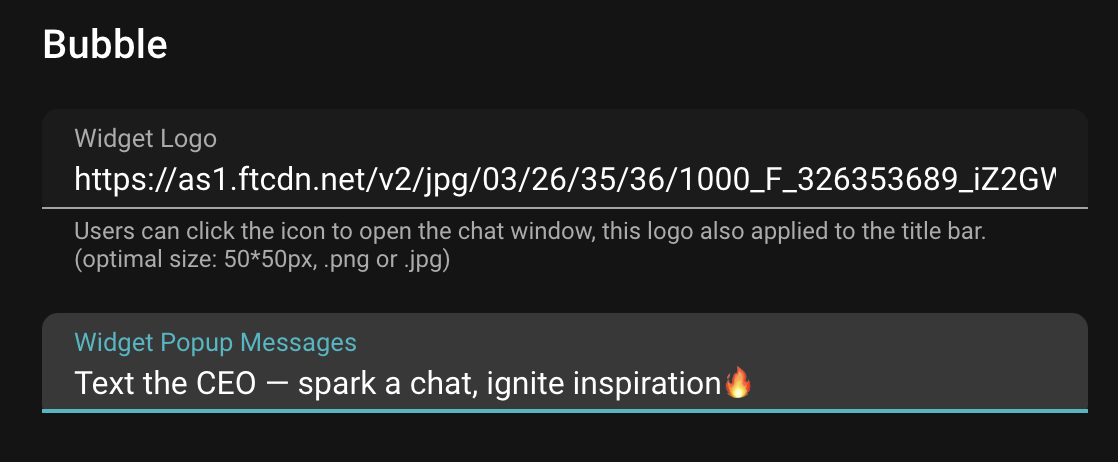 Bubble
Widget Logo
https://as1.ftcdn.net/v2/jpg/03/26/35/36/1000_F_326353689_iZ2GW
Users can click the icon to open the chat window, this logo also applied to the title bar.
(optimal size: 50*50px, .png or .jpg)
Widget Popup Messages
Text the CEO — spark a chat, ignite inspiration🔥